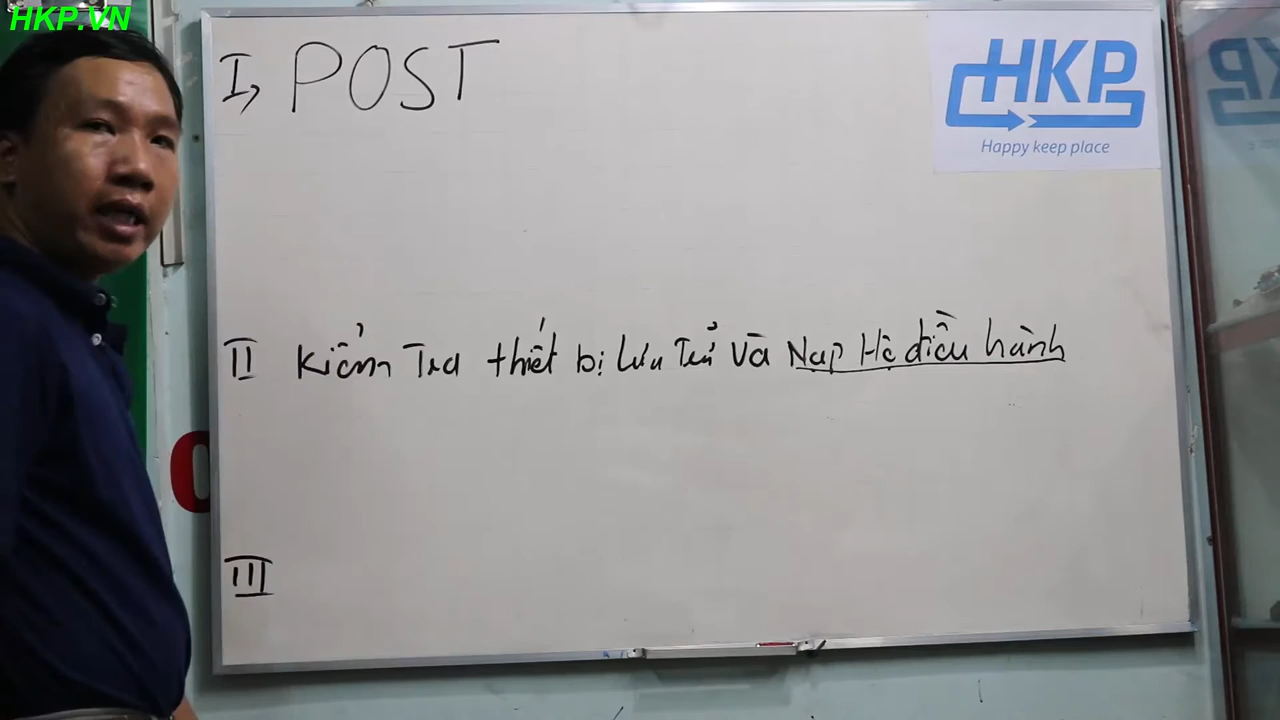 HKP.VN
I, POST
HKP
Happy keep place
II Kiểm Tra thiết bị Lưu Trử và Nạp Hệ điều hành
III